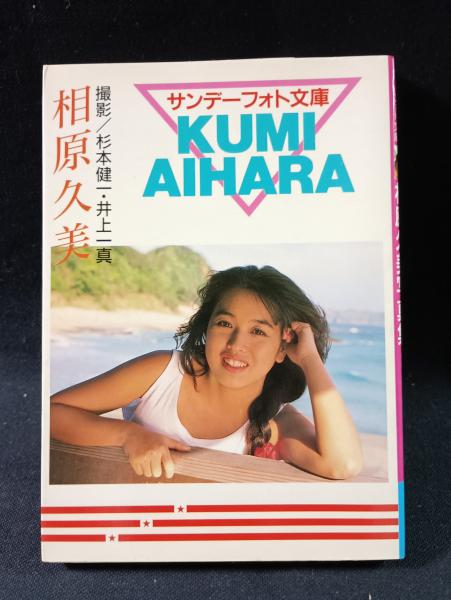 サンデーフォト文庫
KUMI
AIHARA
撮影／杉本健一・井上一真
相原久美